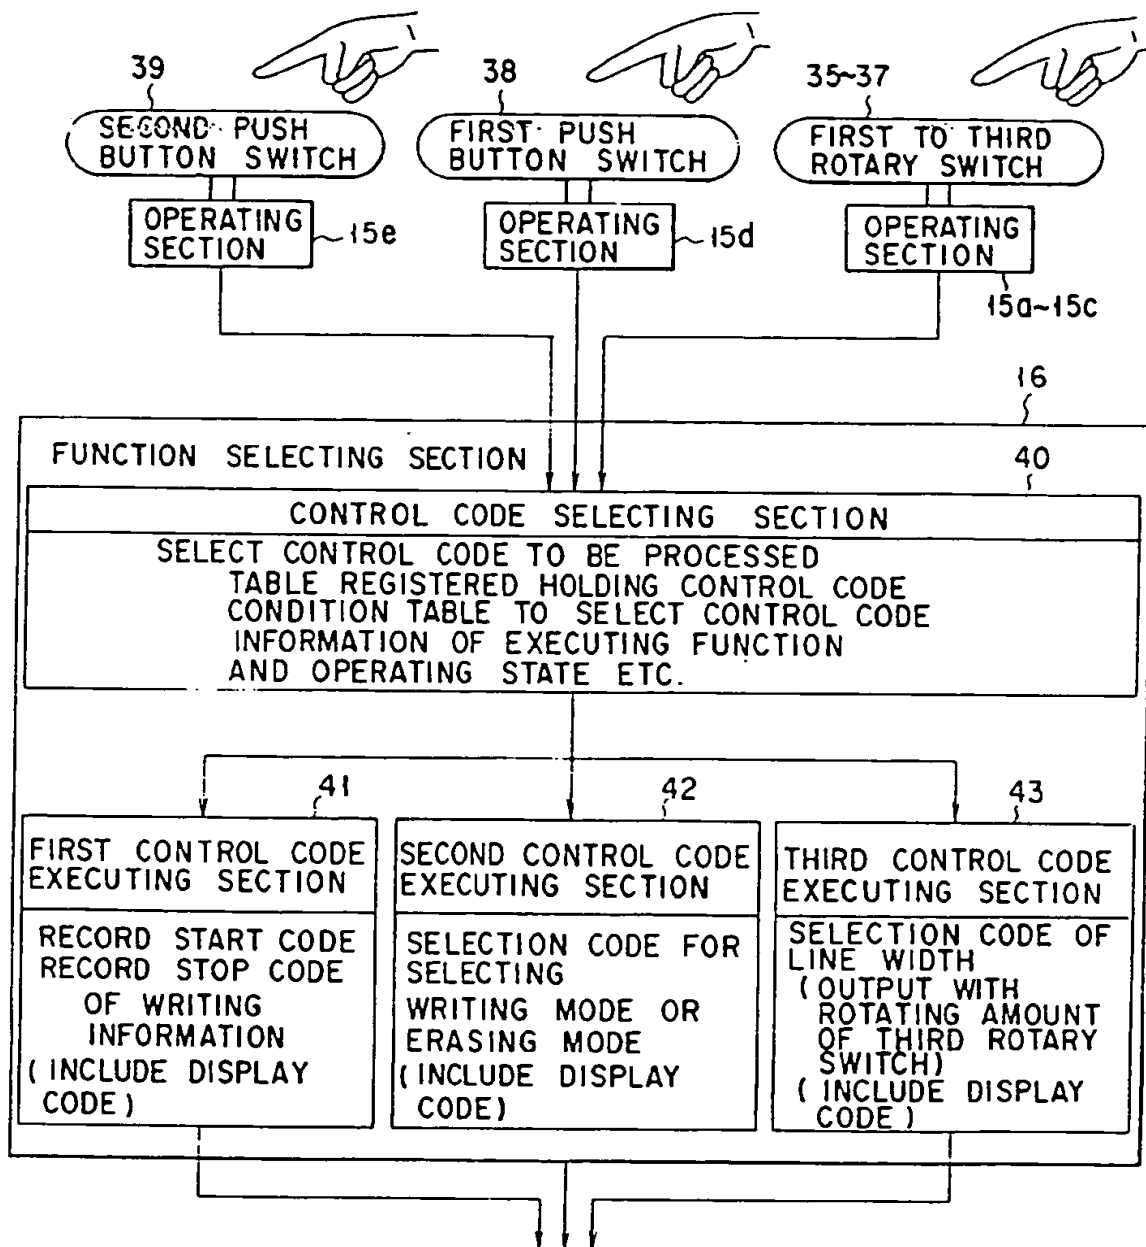 39
SECOND PUSH
BUTTON SWITCH
38
FIRST PUSH
BUTTON SWITCH
35~37
FIRST TO THIRD
ROTARY SWITCH
OPERATING
SECTION
15e
OPERATING
SECTION
15d
OPERATING
SECTION
15a~15c
16
FUNCTION SELECTING SECTION
40
CONTROL CODE SELECTING SECTION
SELECT CONTROL CODE TO BE PROCESSED
TABLE REGISTERED HOLDING CONTROL CODE
CONDITION TABLE TO SELECT CONTROL CODE
INFORMATION OF EXECUTING FUNCTION
AND OPERATING STATE ETC.
41
FIRST CONTROL CODE
EXECUTING SECTION
RECORD START CODE
RECORD STOP CODE
OF WRITING
INFORMATION
(INCLUDE DISPLAY
CODE)
42
SECOND CONTROL CODE
EXECUTING SECTION
SELECTION CODE FOR
SELECTING
WRITING MODE OR
ERASING MODE
(INCLUDE DISPLAY
CODE)
43
THIRD CONTROL CODE
EXECUTING SECTION
SELECTION CODE OF
LINE WIDTH
(OUTPUT WITH
ROTATING AMOUNT
OF THIRD ROTARY
SWITCH)
(INCLUDE DISPLAY
CODE)